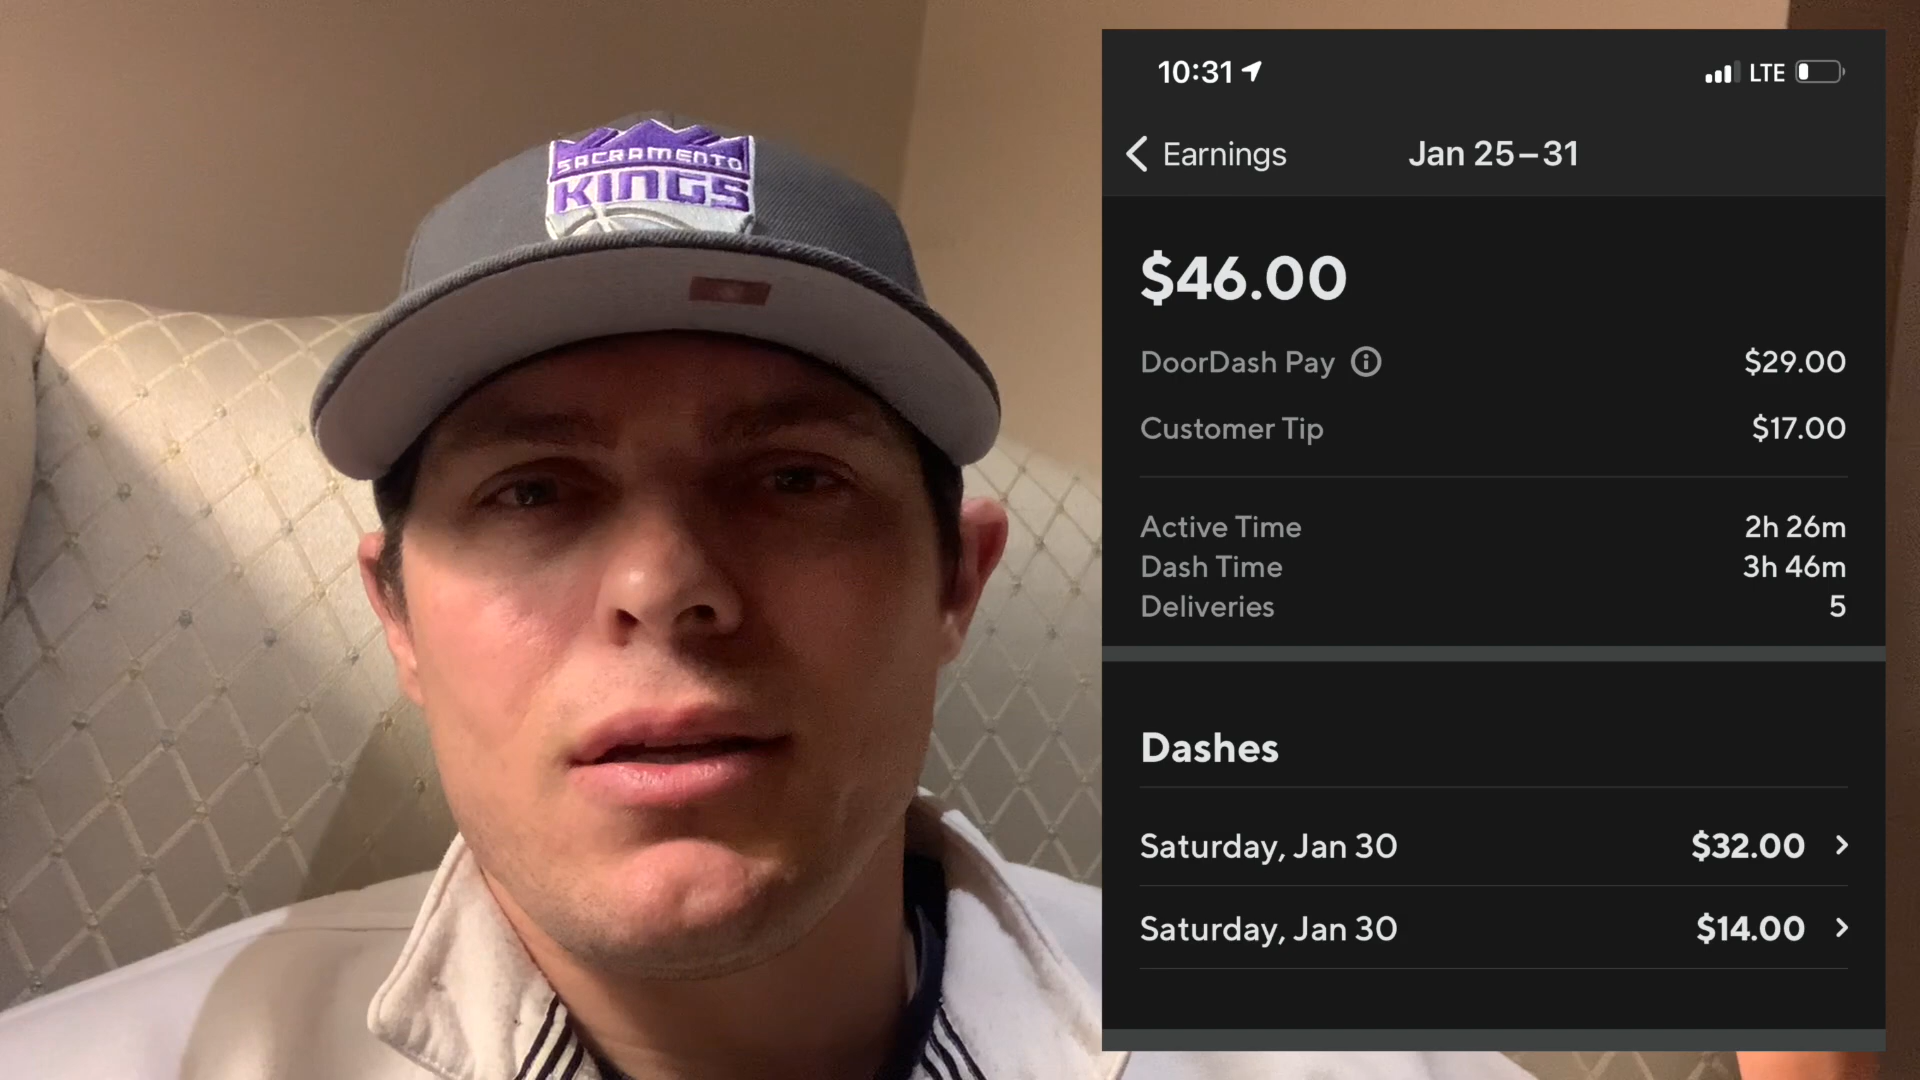 SACRAMENTO
KINGS
10:31 LTE
Earnings Jan 25–31
$46.00
DoorDash Pay $29.00
Customer Tip $17.00
Active Time 2h 26m
Dash Time 3h 46m
Deliveries 5
Dashes
Saturday, Jan 30 $32.00
Saturday, Jan 30 $14.00